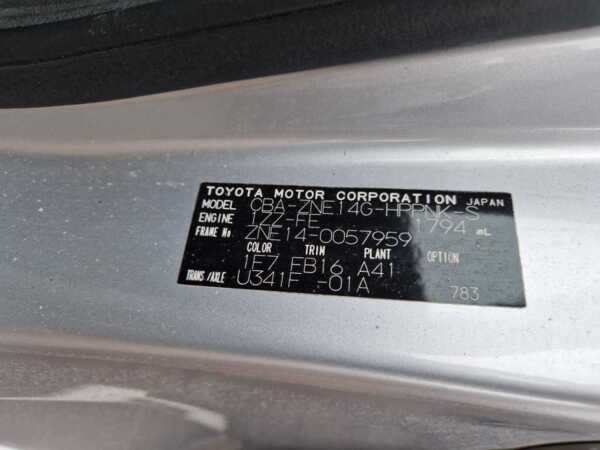 TOYOTA MOTOR CORPORATION JAPAN
MODEL CBA-ZNE14G-HPPNK-S
ENGINE 1ZZ-FE 1794 mL
FRAME No. ZNE14-0057959
COLOR TRIM PLANT OPTION
1E7 FB16 A41
TRANS/AXLE U341F -01A
783